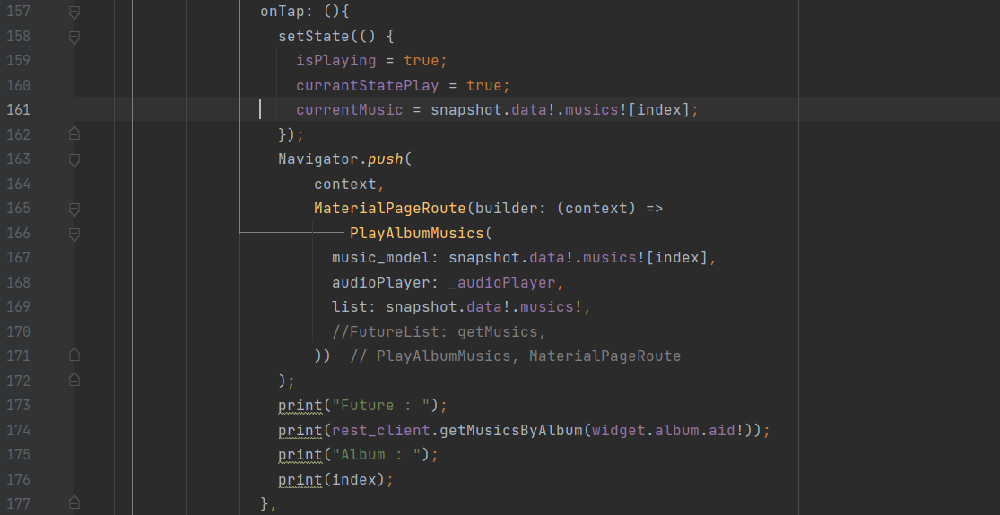 157 onTap: (){
158 setState(() {
159 isPlaying = true;
160 currantStatePlay = true;
161 currentMusic = snapshot.data!.musics![index];
162 });
163 Navigator.push(
164 context,
165 MaterialPageRoute(builder: (context) =>
166 PlayAlbumMusics(
167 music_model: snapshot.data!.musics![index],
168 audioPlayer: _audioPlayer,
169 list: snapshot.data!.musics!,
170 //FutureList: getMusics,
171 )) // PlayAlbumMusics, MaterialPageRoute
172 );
173 print("Future : ");
174 print(rest_client.getMusicsByAlbum(widget.album.aid!));
175 print("Album : ");
176 print(index);
177 },